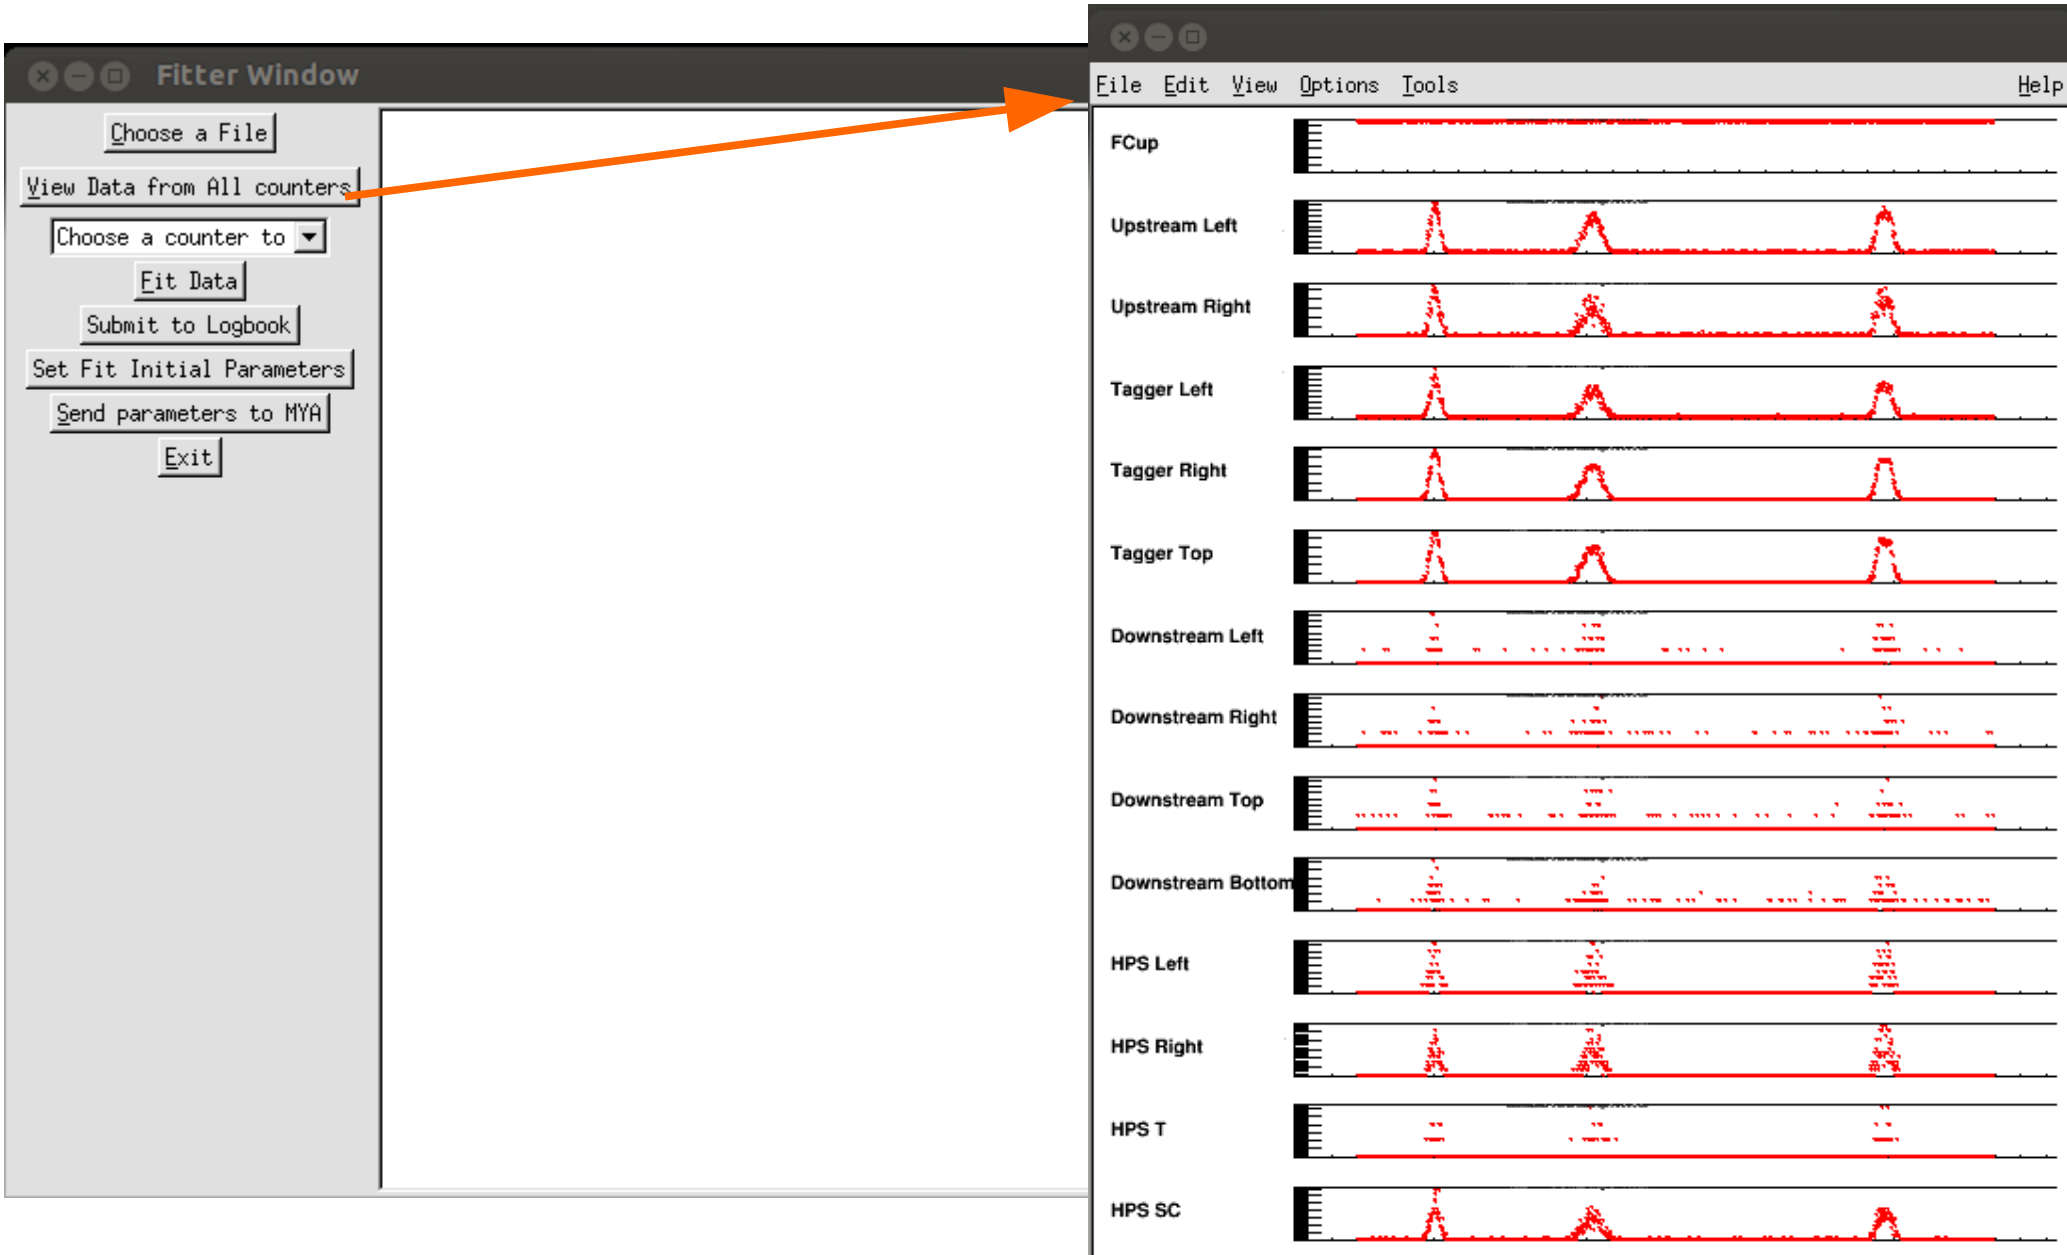 Fitter Window
Choose a File
View Data from All counters
Choose a counter to
Fit Data
Submit to Logbook
Set Fit Initial Parameters
Send parameters to MYA
Exit
File Edit View Options Tools Help
FCup
Upstream Left
Upstream Right
Tagger Left
Tagger Right
Tagger Top
Downstream Left
Downstream Right
Downstream Top
Downstream Bottom
HPS Left
HPS Right
HPS T
HPS SC